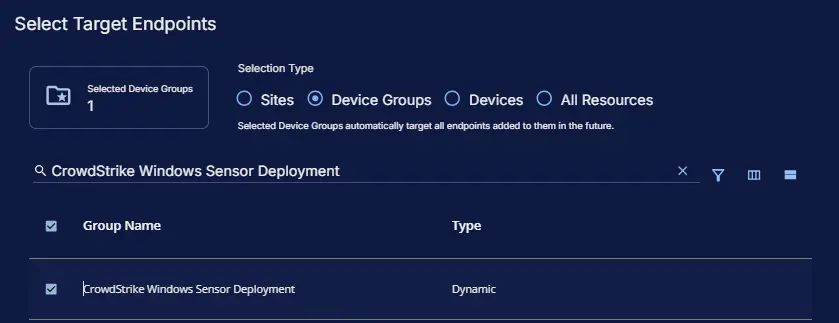 Select Target Endpoints
Selected Device Groups
1
Selection Type
Sites
Device Groups
Devices
All Resources
Selected Device Groups automatically target all endpoints added to them in the future.
CrowdStrike Windows Sensor Deployment
Group Name
Type
CrowdStrike Windows Sensor Deployment
Dynamic